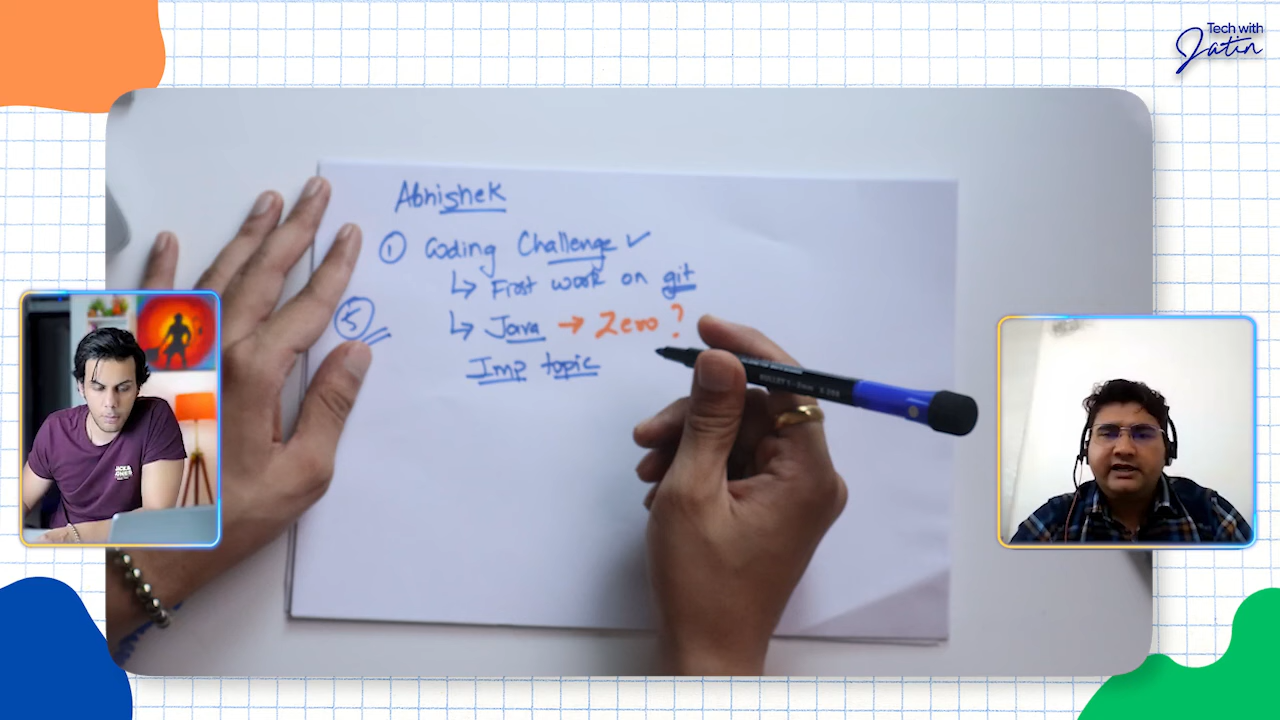 Tech with
Jatin
Abhishek
① Coding Challenge ✓
↳ First work on git
↳ Java → Zero ?
⑤
Imp topic